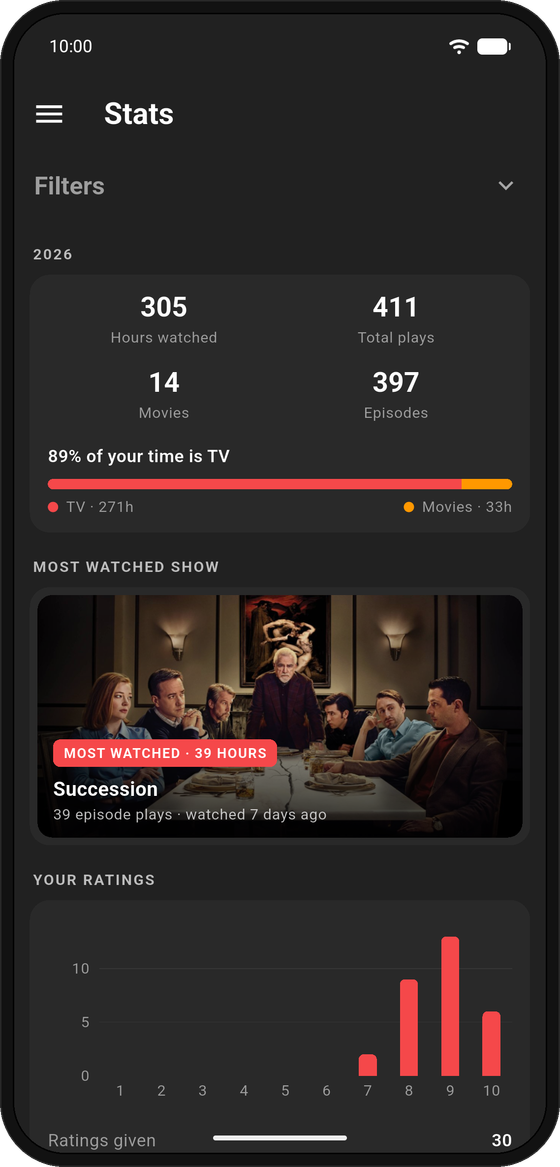 10:00
Stats
Filters
2026
305 411
Hours watched Total plays
14 397
Movies Episodes
89% of your time is TV
TV · 271h Movies · 33h
MOST WATCHED SHOW
MOST WATCHED · 39 HOURS
Succession
39 episode plays · watched 7 days ago
YOUR RATINGS
10
5
0
1 2 3 4 5 6 7 8 9 10
Ratings given 30